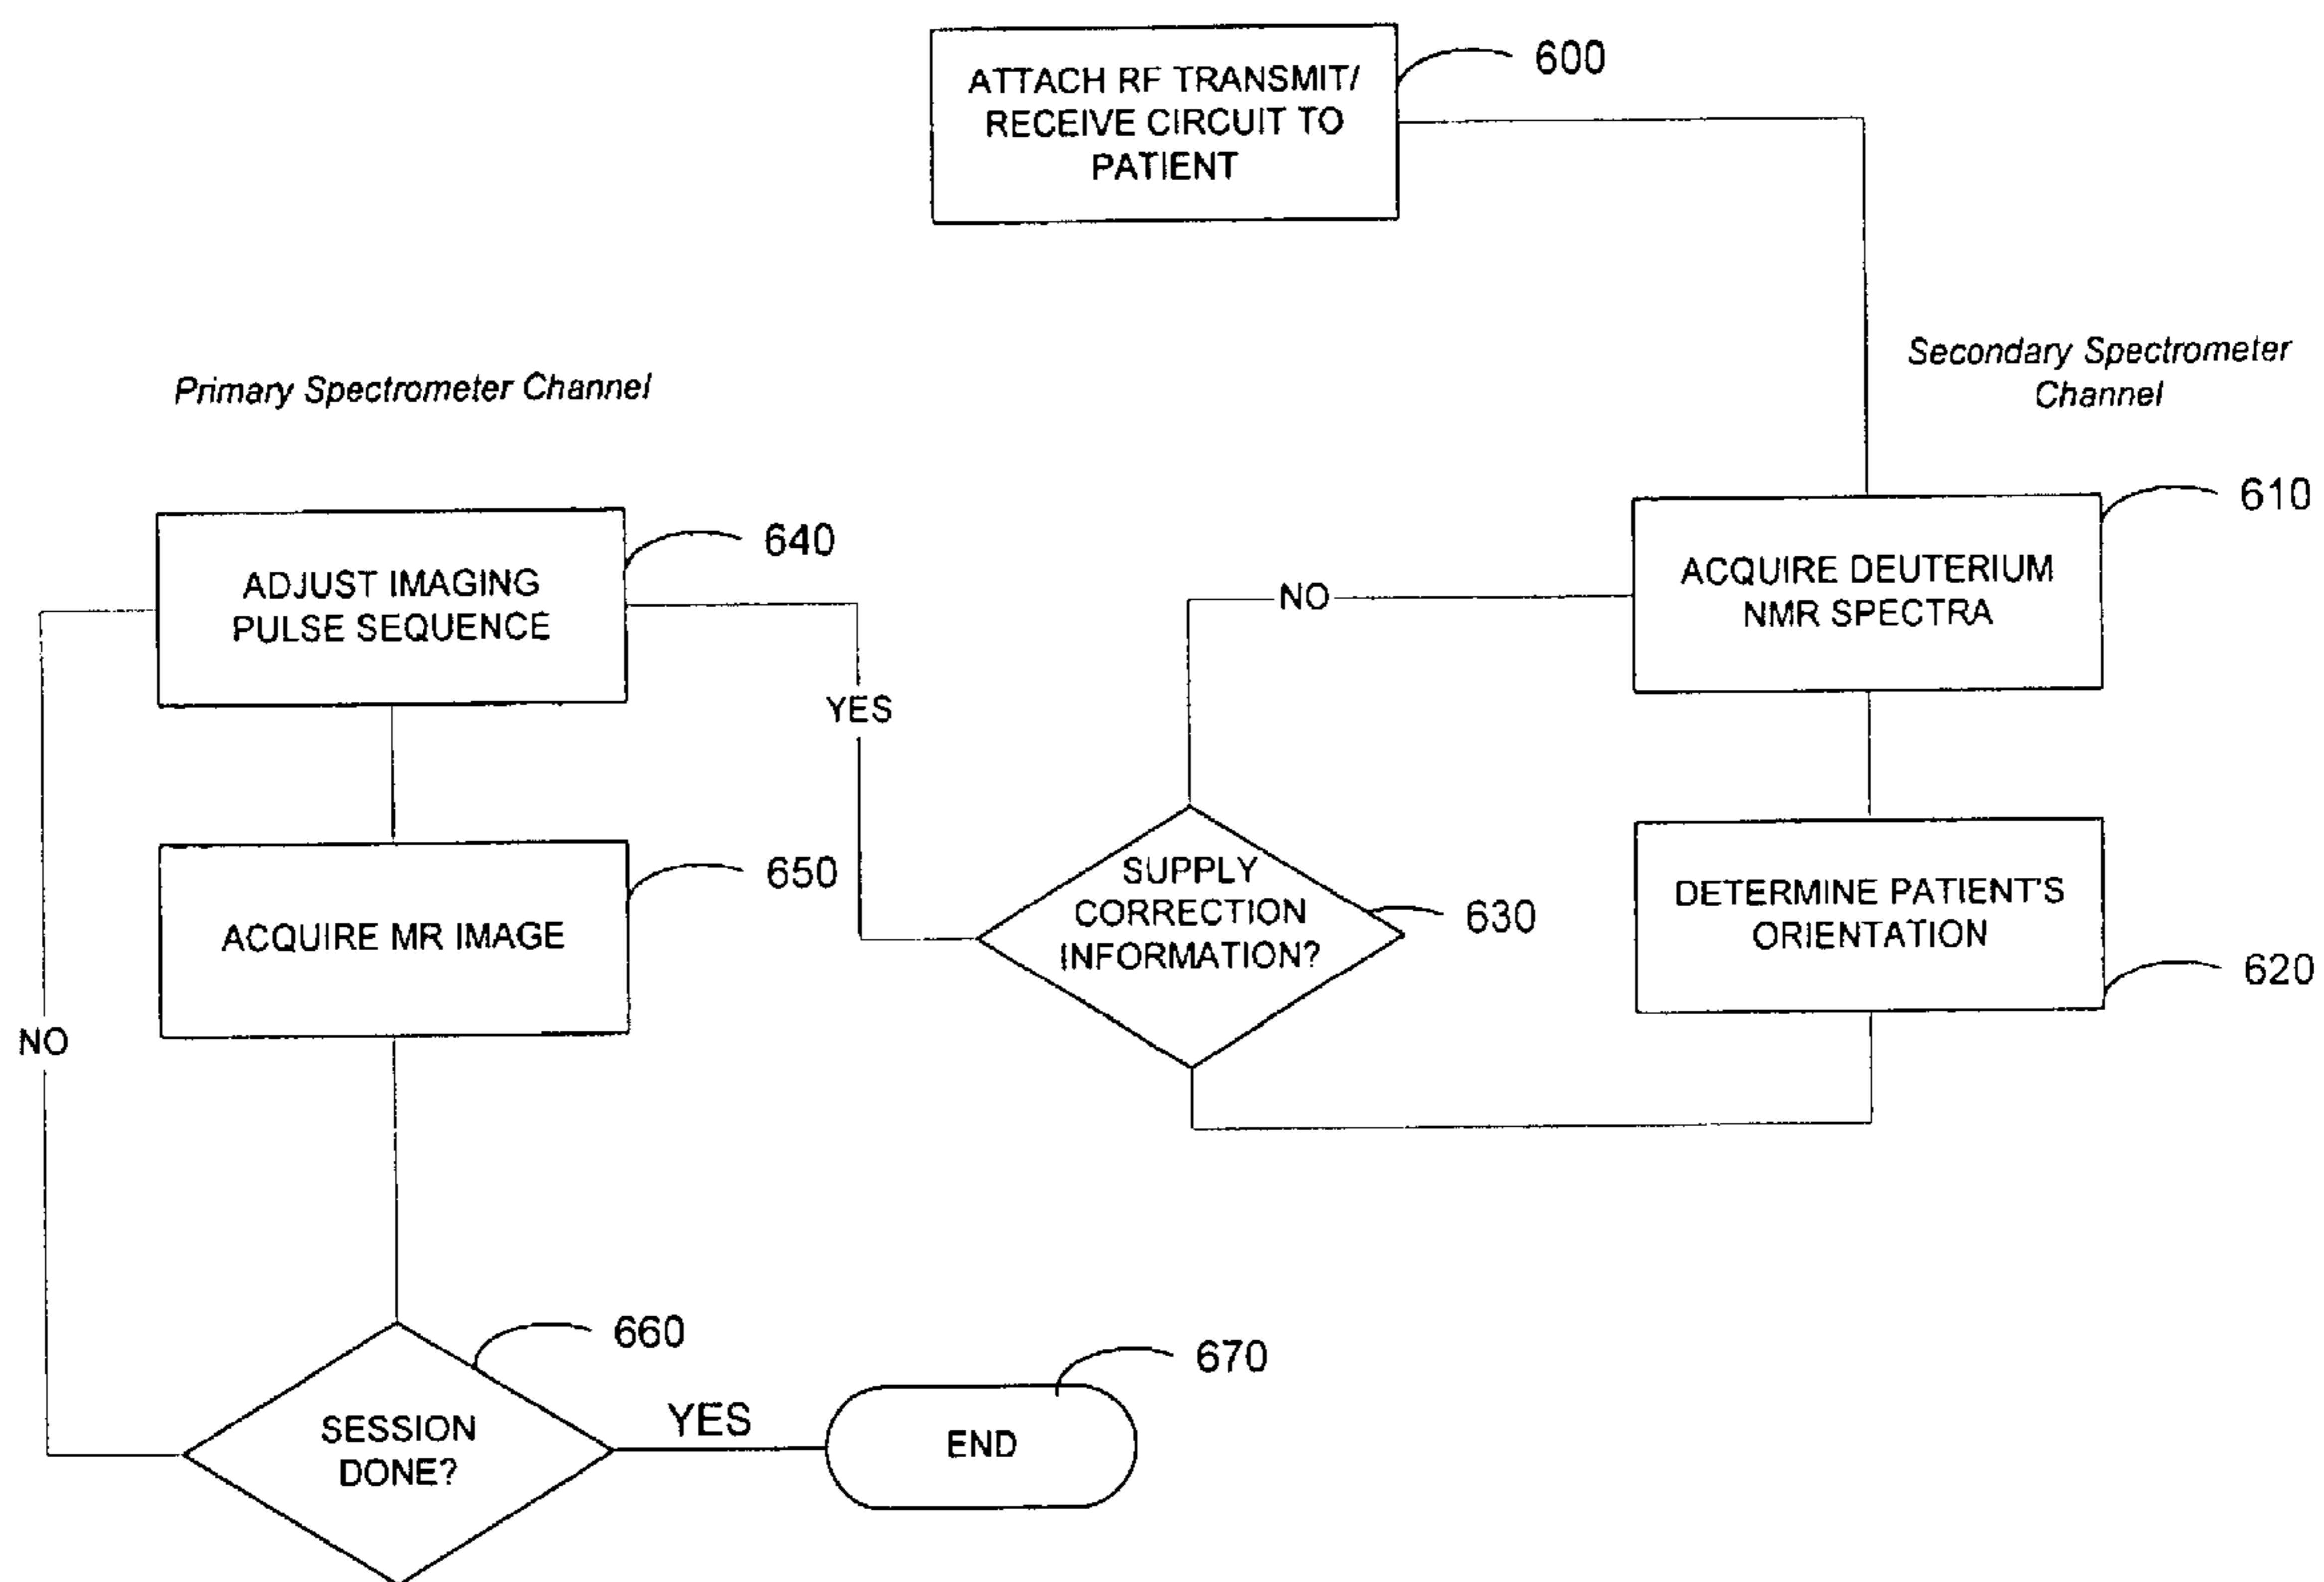 ATTACH RF TRANSMIT/
RECEIVE CIRCUIT TO
PATIENT
600
Primary Spectrometer Channel
Secondary Spectrometer
Channel
ACQUIRE DEUTERIUM
NMR SPECTRA
610
DETERMINE PATIENT'S
ORIENTATION
620
SUPPLY
CORRECTION
INFORMATION?
630
NO
YES
ADJUST IMAGING
PULSE SEQUENCE
640
ACQUIRE MR IMAGE
650
SESSION
DONE?
660
NO
YES
END
670